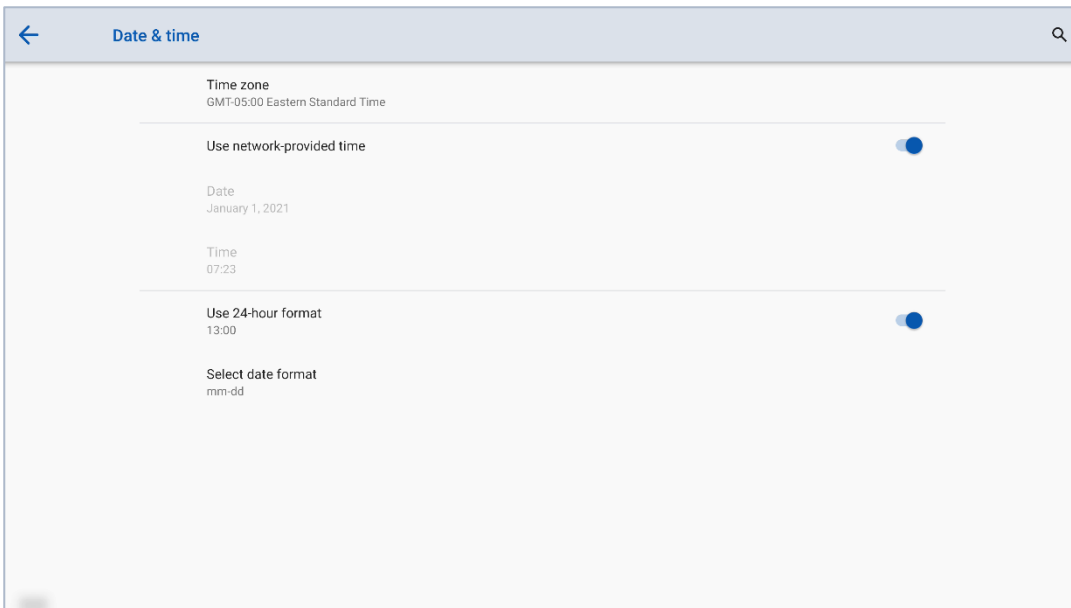 Date & time
Time zone
GMT-05:00 Eastern Standard Time
Use network-provided time
Date
January 1, 2021
Time
07:23
Use 24-hour format
13:00
Select date format
mm-dd